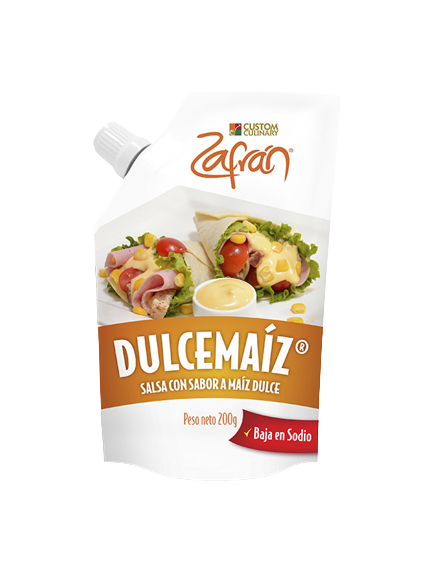 CUSTOM
CULINARY
Zafrán®
DULCEMAÍZ®
SALSA CON SABOR A MAÍZ DULCE
Peso neto 200g
✓ Baja en Sodio